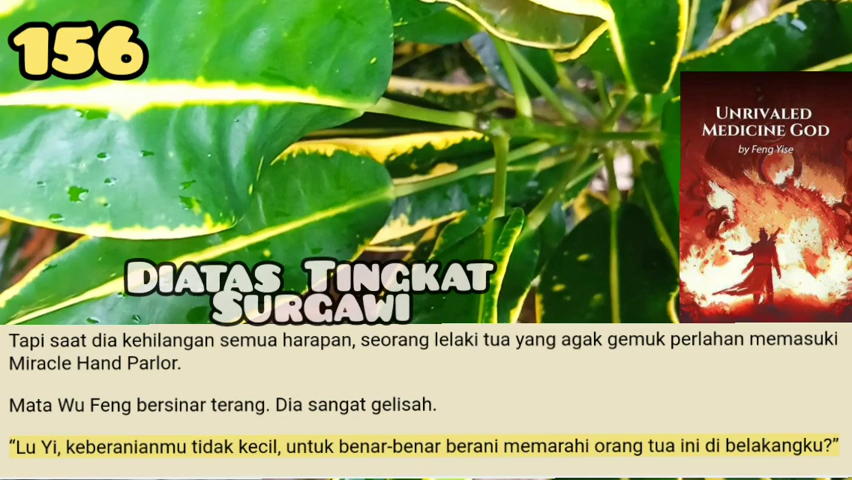 156
UNRIVALED
MEDICINE GOD
by Feng Yise
DIATAS TINGKAT
SURGAWI
Tapi saat dia kehilangan semua harapan, seorang lelaki tua yang agak gemuk perlahan memasuki
Miracle Hand Parlor.
Mata Wu Feng bersinar terang. Dia sangat gelisah.
“Lu Yi, keberanianmu tidak kecil, untuk benar-benar berani memarahi orang tua ini di belakangku?”